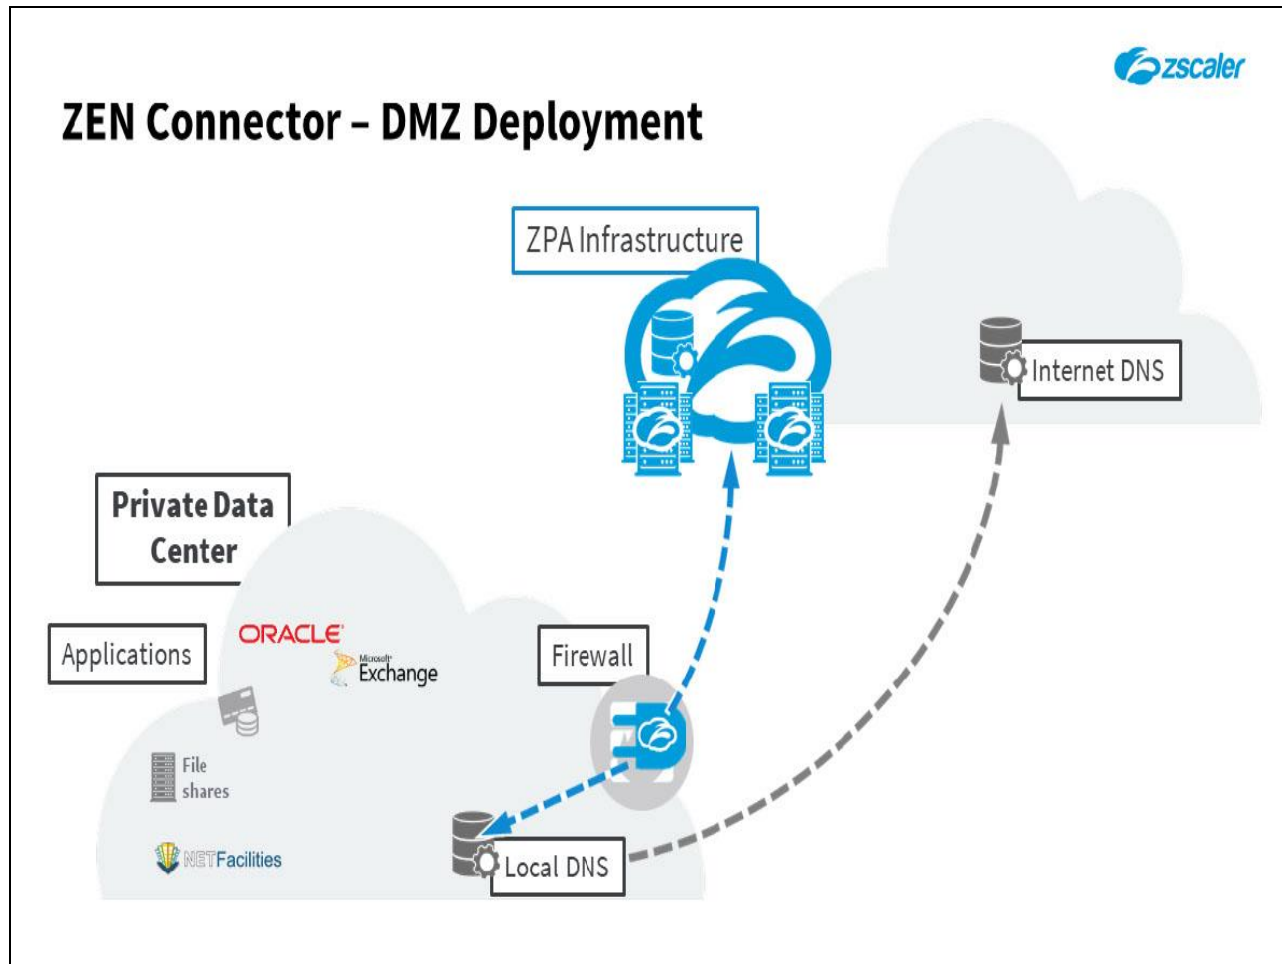 zscaler
ZEN Connector – DMZ Deployment
ZPA Infrastructure
Internet DNS
Private Data
Center
Applications
ORACLE
Microsoft
Exchange
Firewall
File
shares
NETFacilities
Local DNS